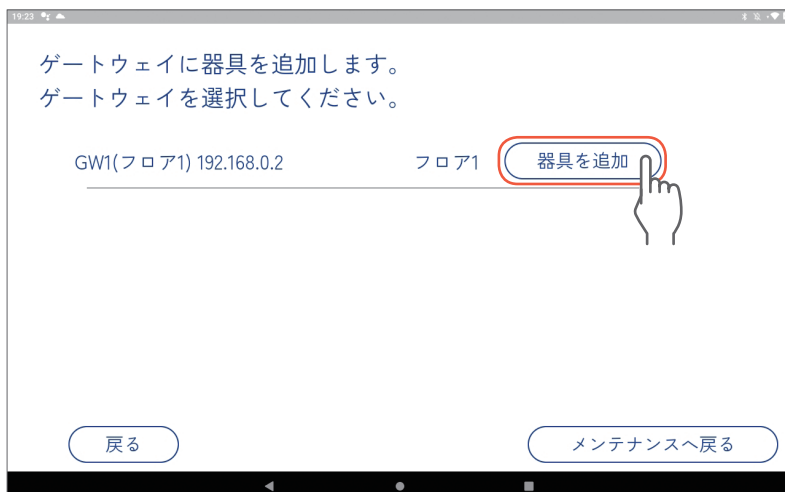 19:23
ゲートウェイに器具を追加します。
ゲートウェイを選択してください。
GW1(フロア1) 192.168.0.2 フロア1 器具を追加
戻る メンテナンスへ戻る